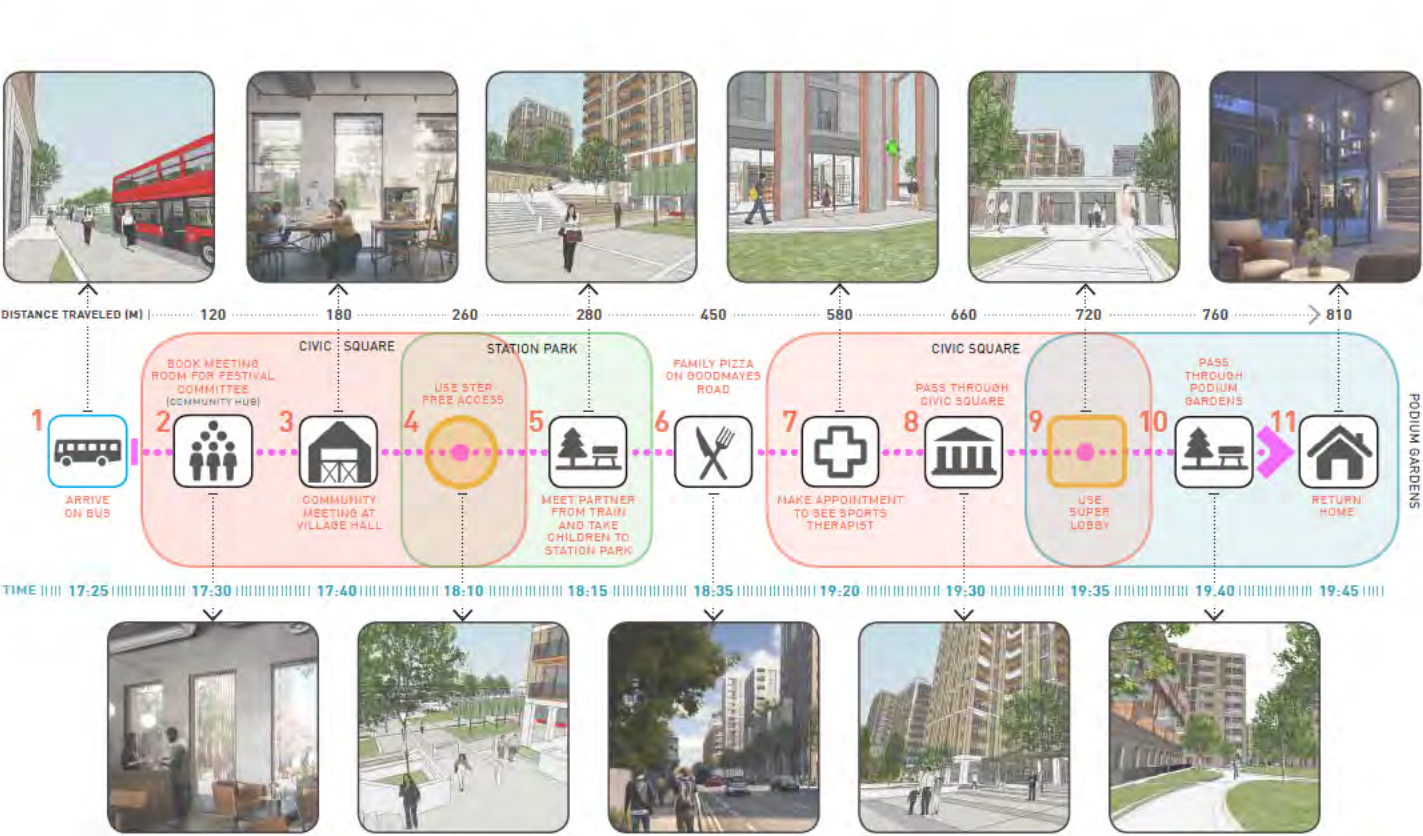 DISTANCE TRAVELED (M) 120 180 260 280 450 580 660 720 760 810
CIVIC SQUARE
STATION PARK
CIVIC SQUARE
PODIUM GARDENS
1
ARRIVE
ON BUS
2
BOOK MEETING
ROOM FOR FESTIVAL
COMMITTEE
(COMMUNITY HUB)
3
COMMUNITY
MEETING AT
VILLAGE HALL
4
USE STEP
FREE ACCESS
5
MEET PARTNER
FROM TRAIN
AND TAKE
CHILDREN TO
STATION PARK
6
FAMILY PIZZA
ON GOODMAYES
ROAD
7
MAKE APPOINTMENT
TO SEE SPORTS
THERAPIST
8
PASS THROUGH
CIVIC SQUARE
9
USE
SUPER
LOBBY
10
PASS
THROUGH
PODIUM
GARDENS
11
RETURN
HOME
TIME 17:25 17:30 17:40 18:10 18:15 18:35 19:20 19:30 19:35 19.40 19:45